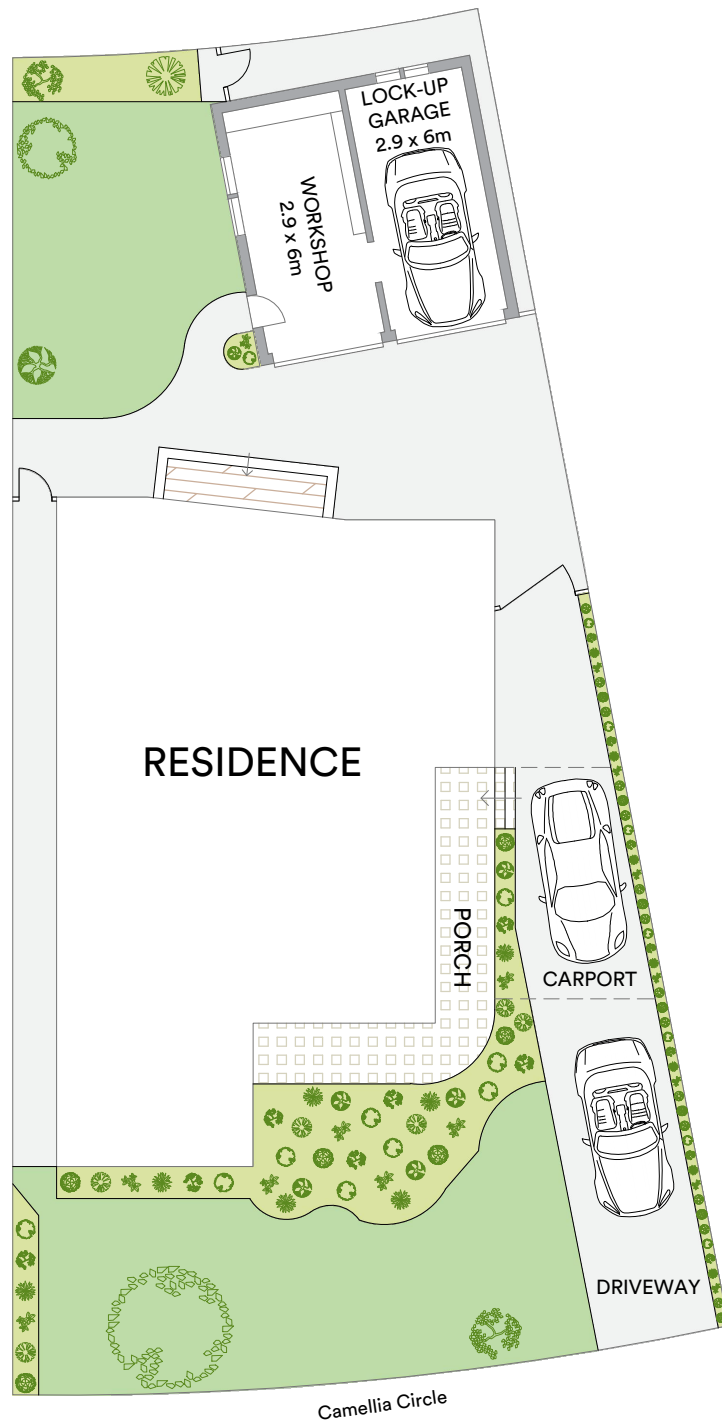 LOCK-UP
GARAGE
2.9 x 6m
WORKSHOP
2.9 x 6m
RESIDENCE
PORCH
CARPORT
DRIVEWAY
Camellia Circle